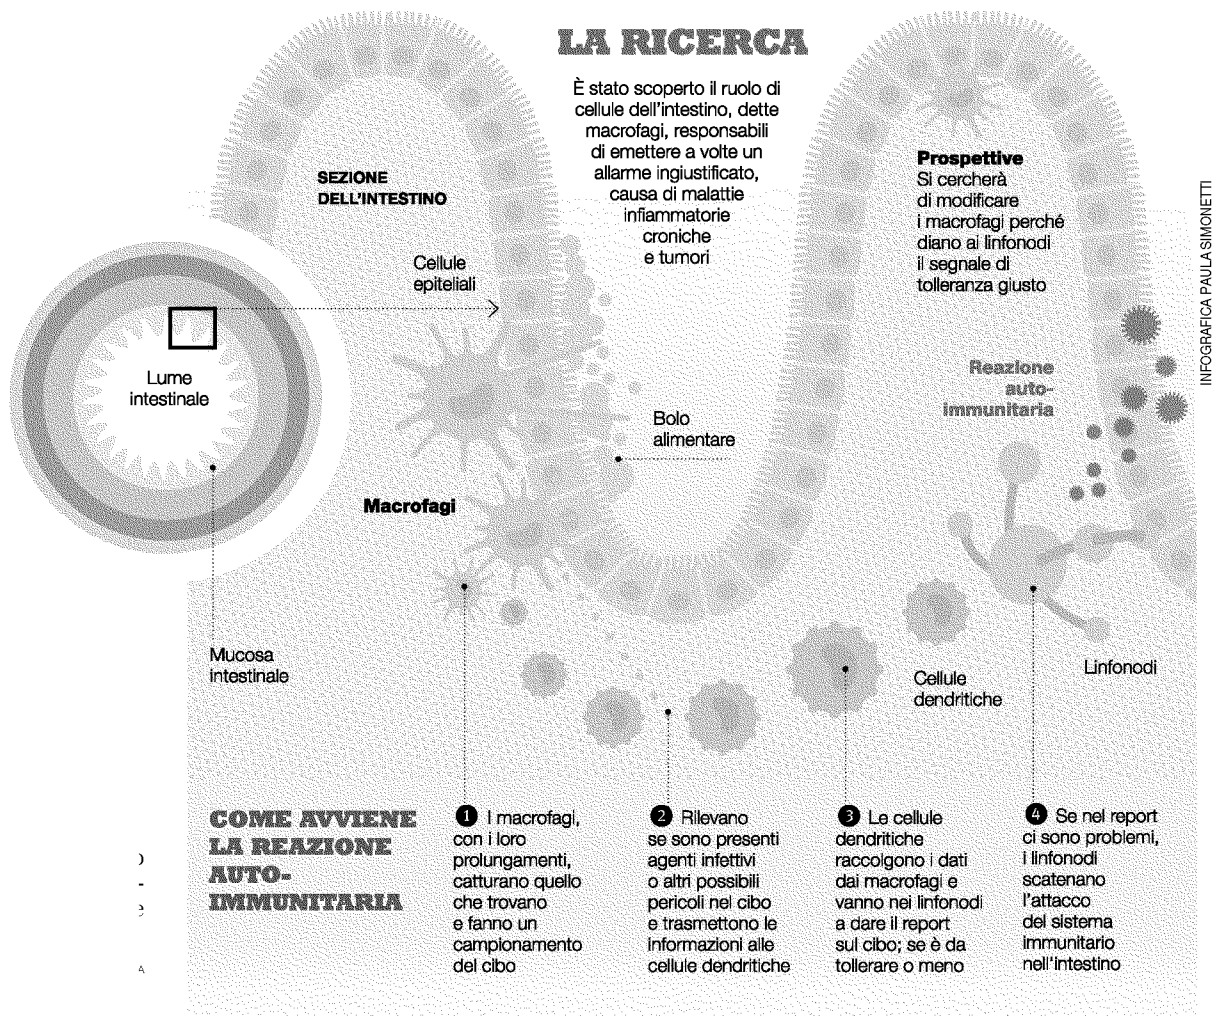 LA RICERCA
È stato scoperto il ruolo di
cellule dell'intestino, dette
macrofagi, responsabili
di emettere a volte un
allarme ingiustificato,
causa di malattie
infiammatorie
croniche
e tumori
SEZIONE
DELL'INTESTINO
Cellule
epiteliali
Lume
intestinale
Macrofagi
Mucosa
intestinale
Bolo
alimentare
Prospettive
Si cercherà
di modificare
i macrofagi perché
diano ai linfonodi
il segnale di
tolleranza giusto
Reazione
auto-
immunitaria
Cellule
dendritiche
Linfonodi
INFOGRAFICA PAULA SIMONETTI
COME AVVIENE
LA REAZIONE
AUTO-
IMMUNITARIA
1 I macrofagi,
con i loro
prolungamenti,
catturano quello
che trovano
e fanno un
campionamento
del cibo
2 Rilevano
se sono presenti
agenti infettivi
o altri possibili
pericoli nel cibo
e trasmettono le
informazioni alle
cellule dendritiche
3 Le cellule
dendritiche
raccolgono i dati
dai macrofagi e
vanno nei linfonodi
a dare il report
sul cibo; se è da
tollerare o meno
4 Se nel report
ci sono problemi,
i linfonodi
scatenano
l'attacco
del sistema
immunitario
nell'intestino